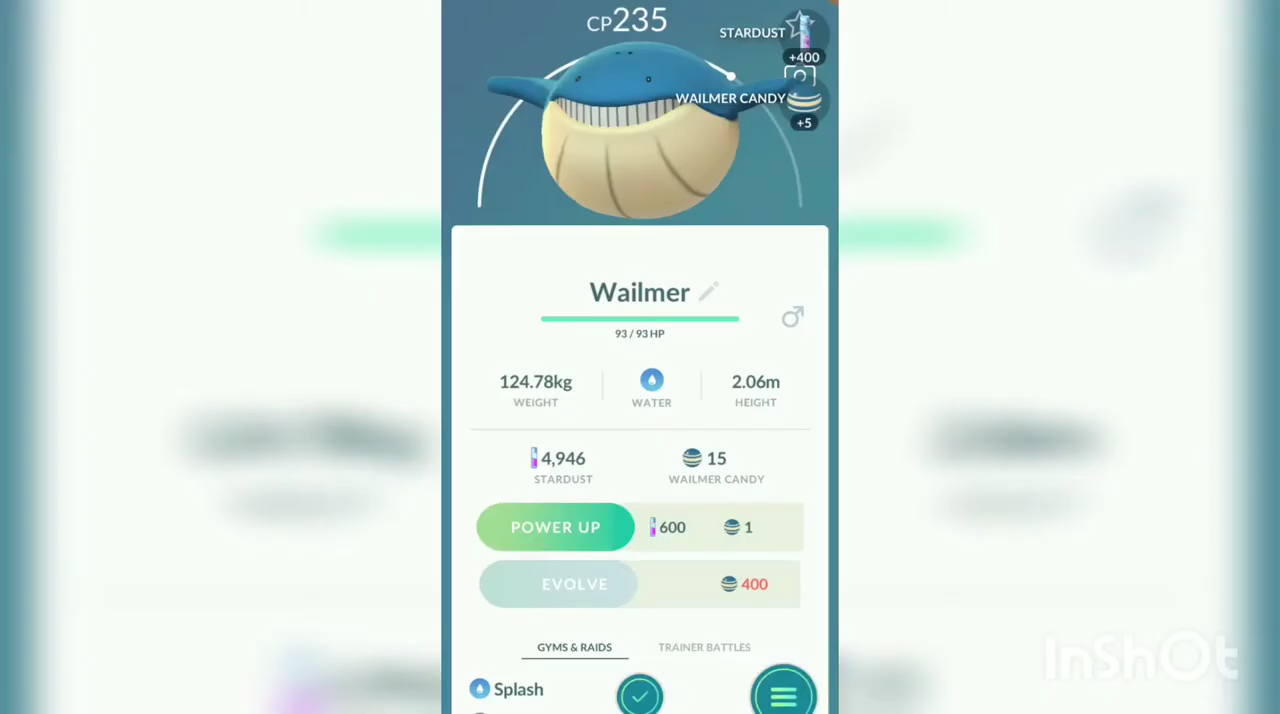 CP235
STARDUST
+400
WAILMER CANDY
+5
Wailmer
93 / 93 HP
124.78kg
WEIGHT
WATER
2.06m
HEIGHT
4,946
STARDUST
15
WAILMER CANDY
POWER UP 600 1
EVOLVE 400
GYMS & RAIDS TRAINER BATTLES
Splash
InShOt